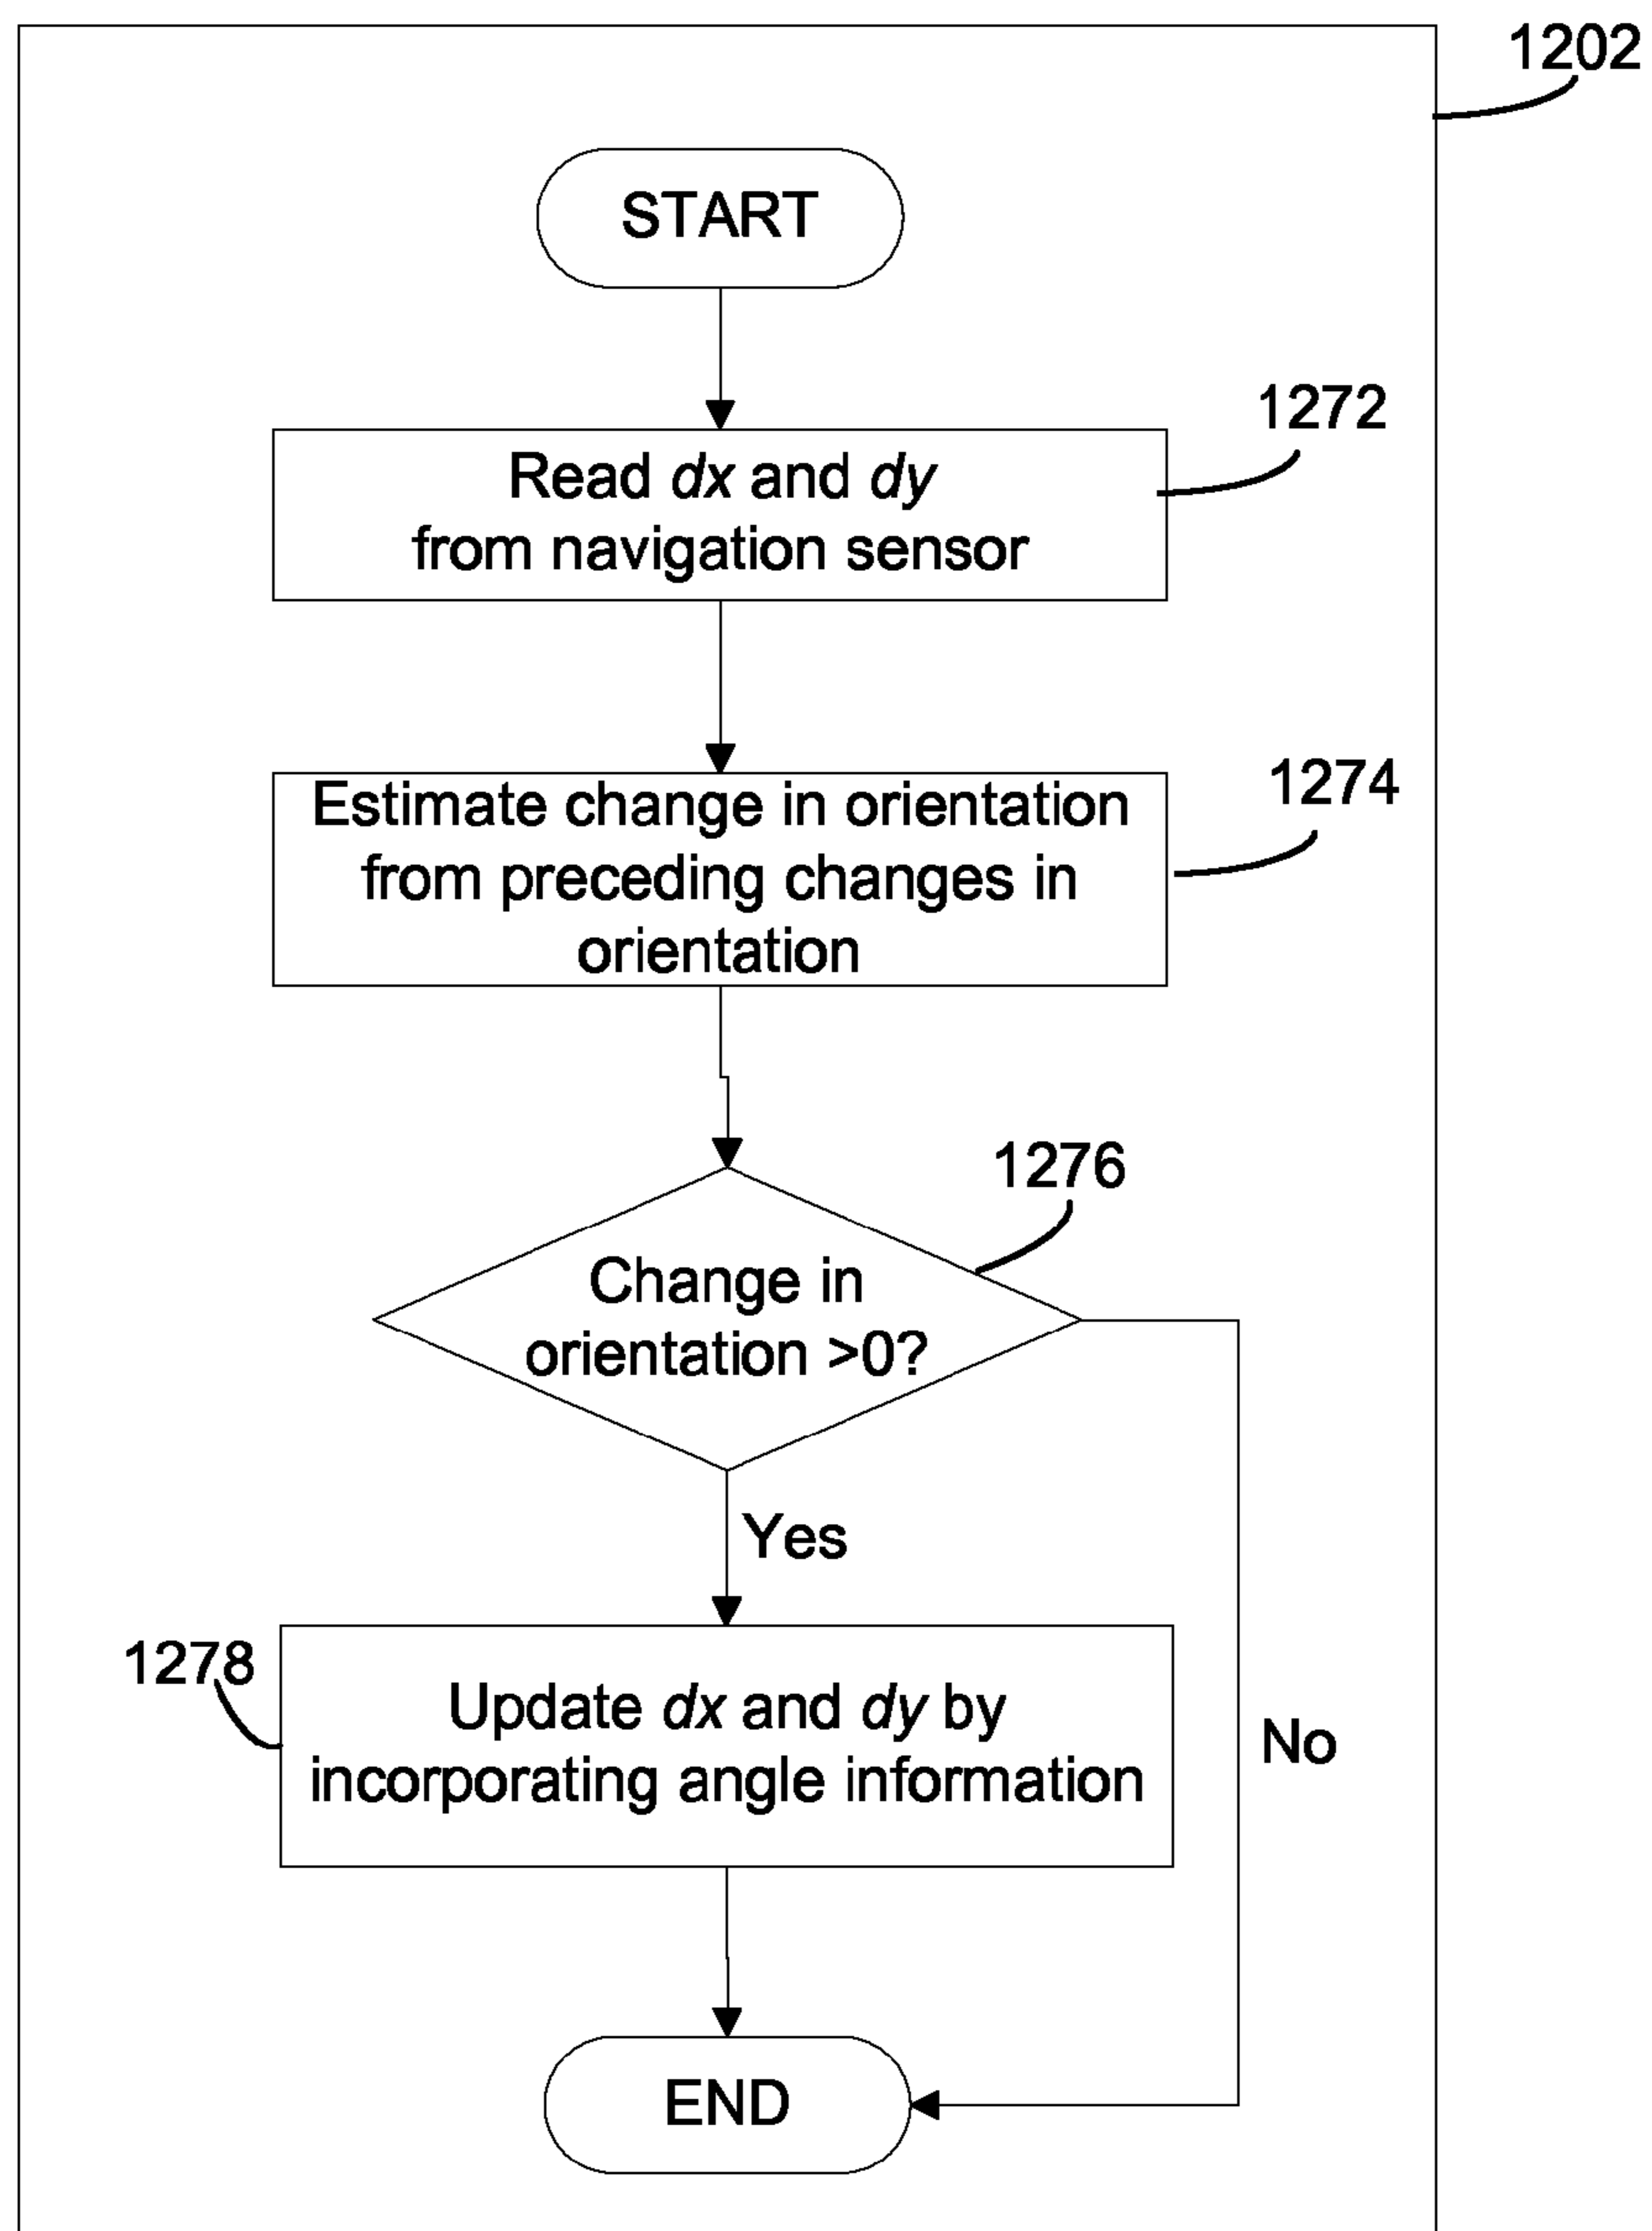 1202
START
1272
Read dx and dy
from navigation sensor
1274
Estimate change in orientation
from preceding changes in
orientation
1276
Change in
orientation >0?
Yes
1278
Update dx and dy by
incorporating angle information
No
END